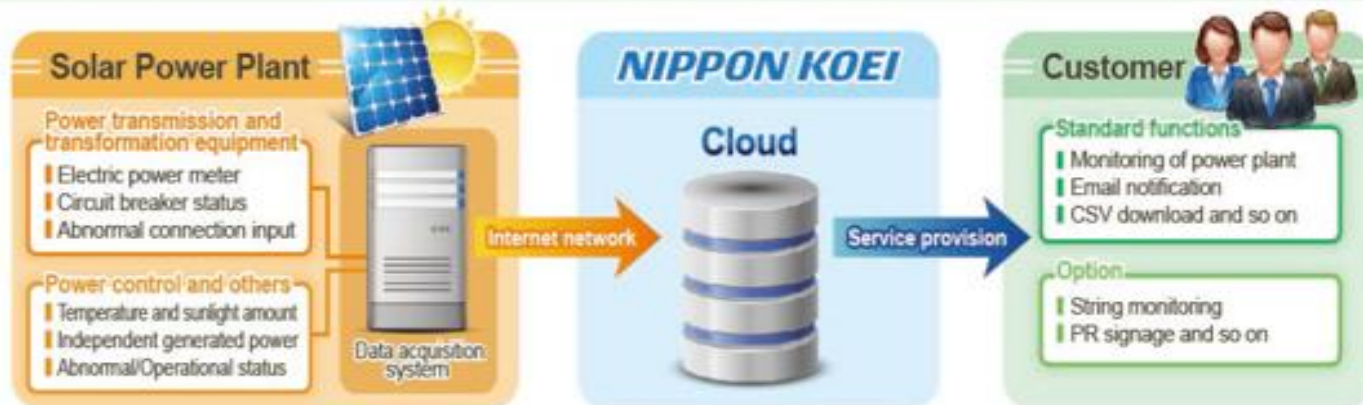 Solar Power Plant
Power transmission and
transformation equipment
Electric power meter
Circuit breaker status
Abnormal connection input
Power control and others
Temperature and sunlight amount
Independent generated power
Abnormal/Operational status
Data acquisition
system
Internet network
NIPPON KOEI
Cloud
Service provision
Customer
Standard functions
Monitoring of power plant
Email notification
CSV download and so on
Option
String monitoring
PR signage and so on